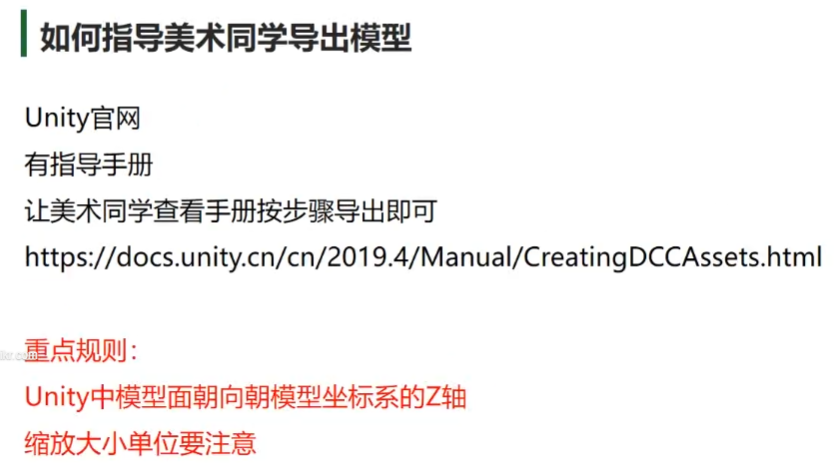 如何指导美术同学导出模型
Unity官网
有指导手册
让美术同学查看手册按步骤导出即可
https://docs.unity.cn/cn/2019.4/Manual/CreatingDCCAssets.html
重点规则：
Unity中模型面朝向朝模型坐标系的Z轴
缩放大小单位要注意